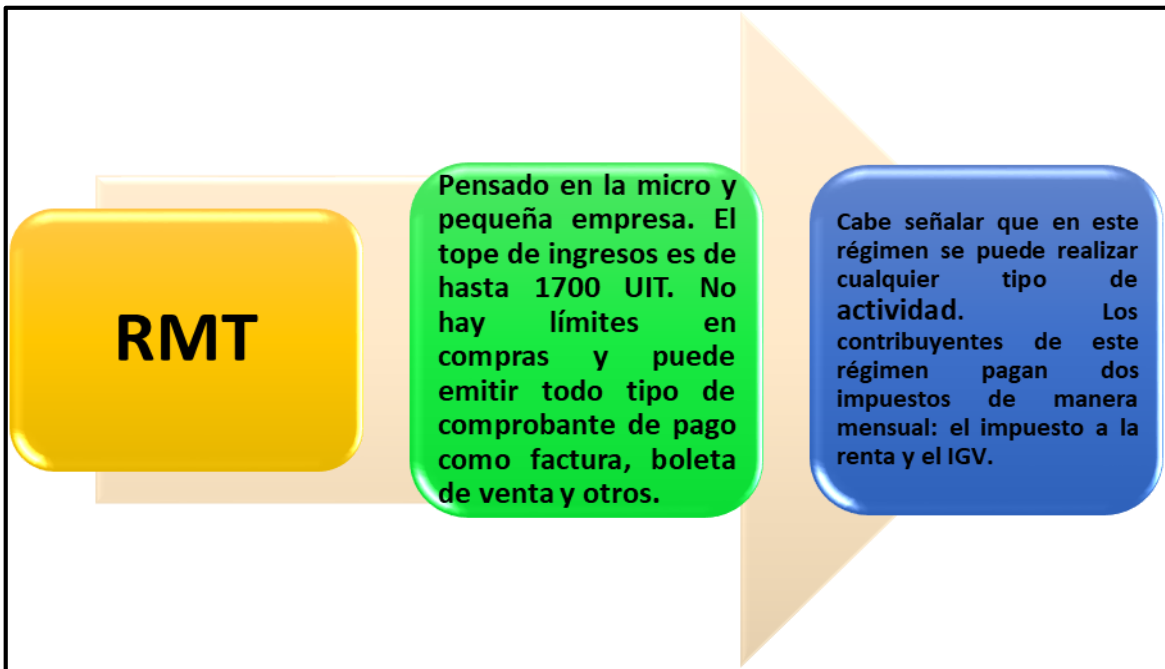 RMT
Pensado en la micro y
pequeña empresa. El
tope de ingresos es de
hasta 1700 UIT. No
hay límites en
compras y puede
emitir todo tipo de
comprobante de pago
como factura, boleta
de venta y otros.
Cabe señalar que en este
régimen se puede realizar
cualquier tipo de
actividad. Los
contribuyentes de este
régimen pagan dos
impuestos de manera
mensual: el impuesto a la
renta y el IGV.